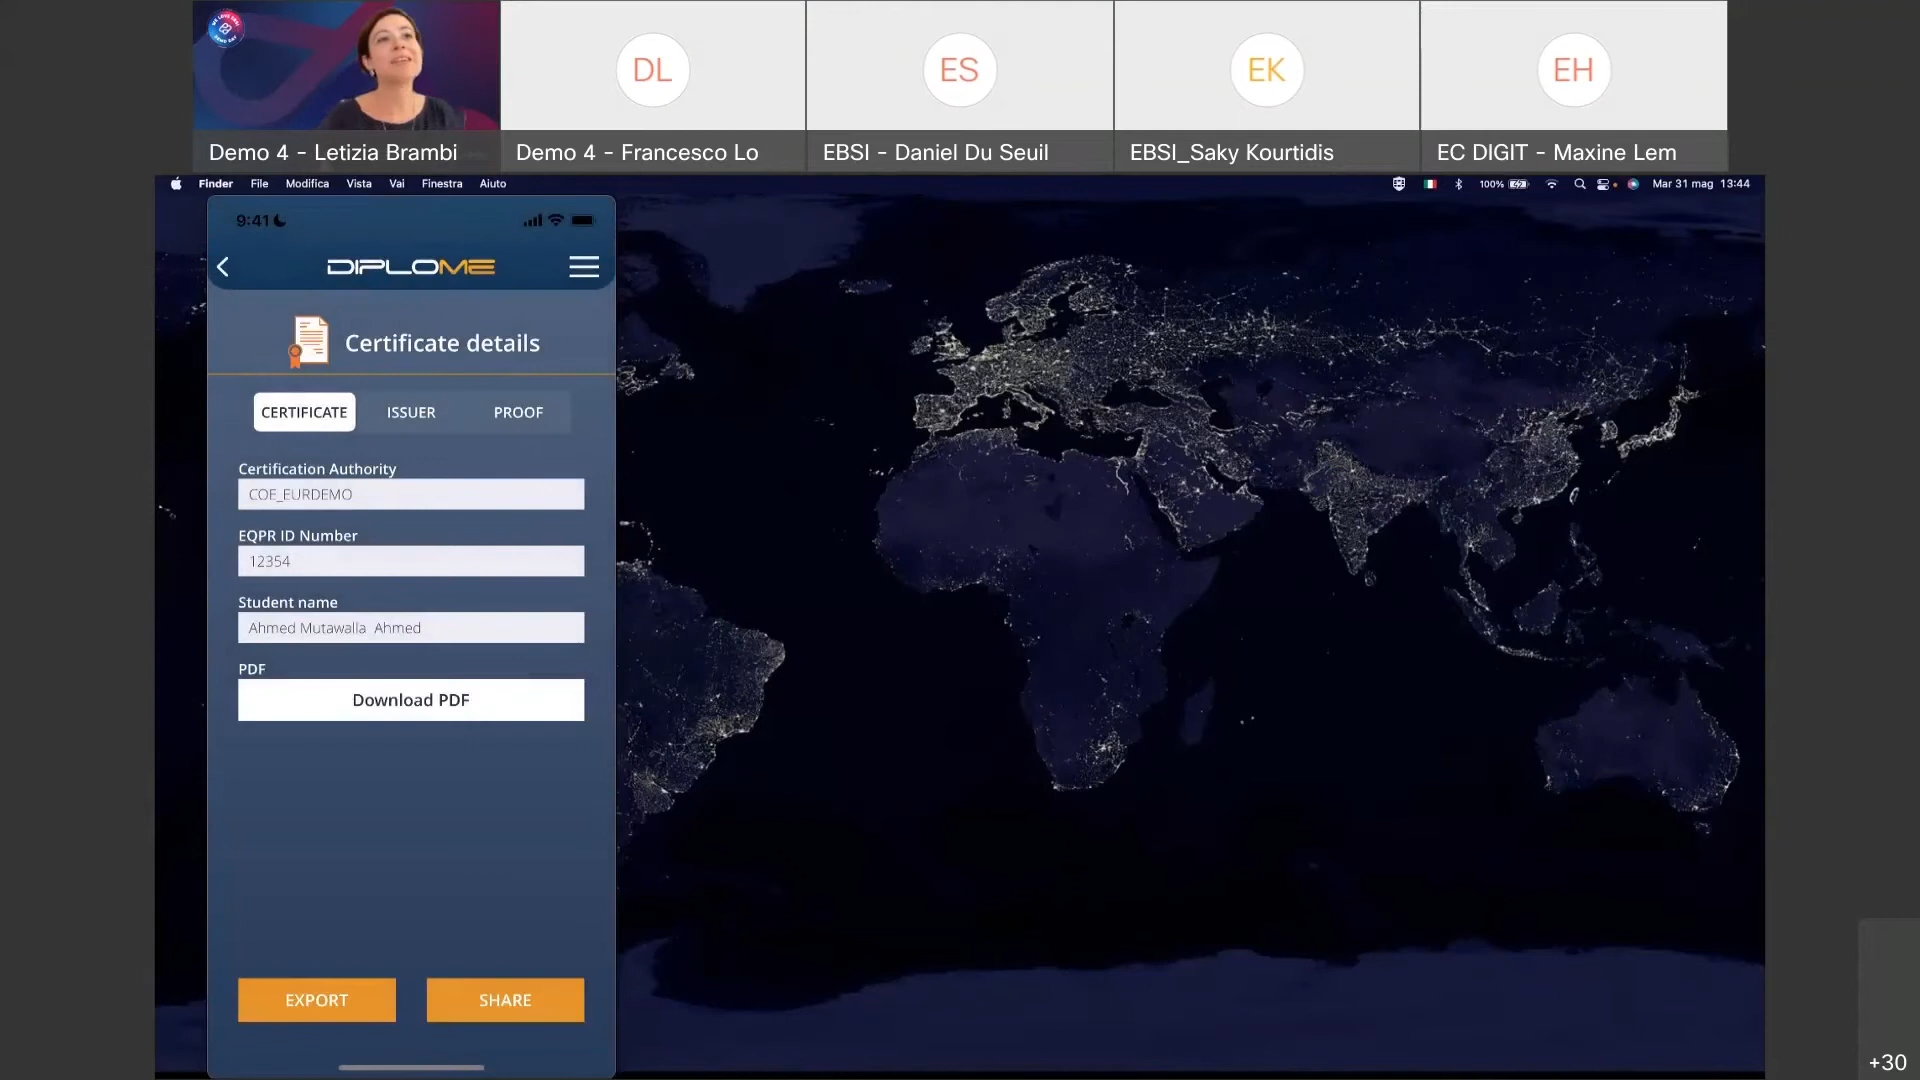 DL
ES
EK
EH
Demo 4 - Letizia Brambi
Demo 4 - Francesco Lo
EBSI - Daniel Du Seuil
EBSI_Saky Kourtidis
EC DIGIT - Maxine Lem
Finder File Modifica Vista Vai Finestra Aiuto
100% Mar 31 mag 13:44
9:41
DIPLOME
Certificate details
CERTIFICATE ISSUER PROOF
Certification Authority
COE_EURDEMO
EQPR ID Number
12354
Student name
Ahmed Mutawalla Ahmed
PDF
Download PDF
EXPORT SHARE
+30